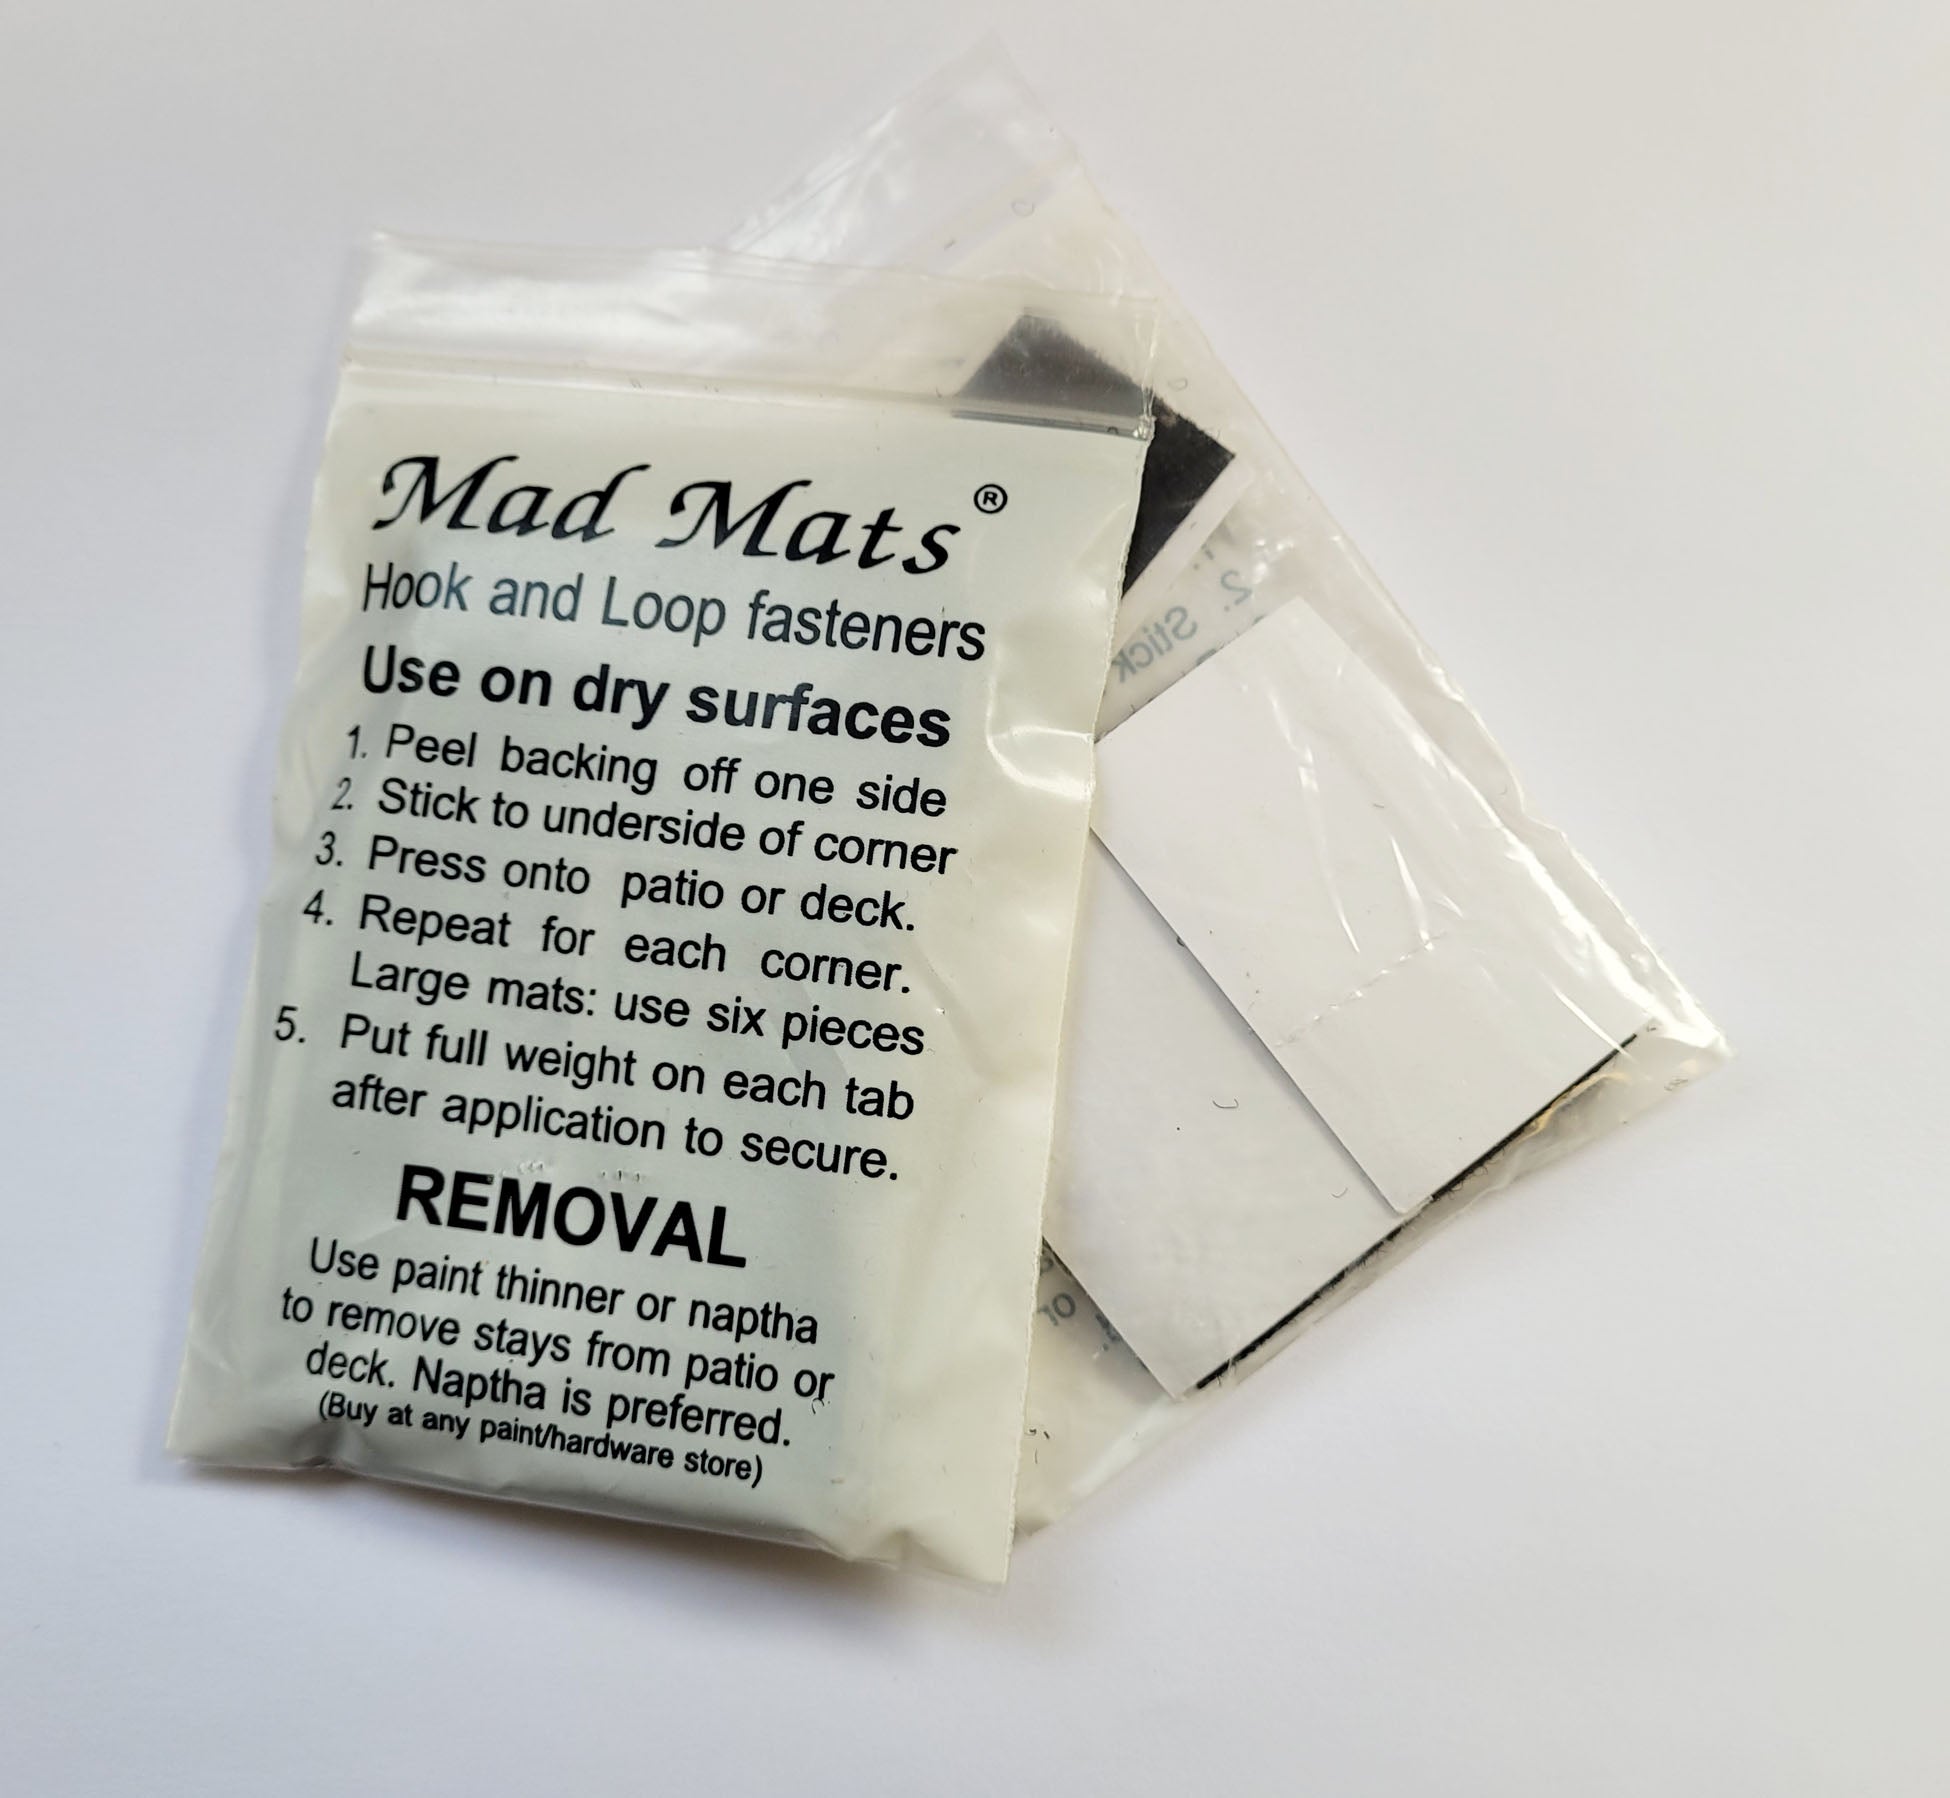 Mad Mats®
Hook and Loop fasteners
Use on dry surfaces
1. Peel backing off one side
2. Stick to underside of corner
3. Press onto patio or deck.
4. Repeat for each corner.
Large mats: use six pieces
5. Put full weight on each tab
after application to secure.
REMOVAL
Use paint thinner or naptha
to remove stays from patio or
deck. Naptha is preferred.
(Buy at any paint/hardware store)
2. Stick
or